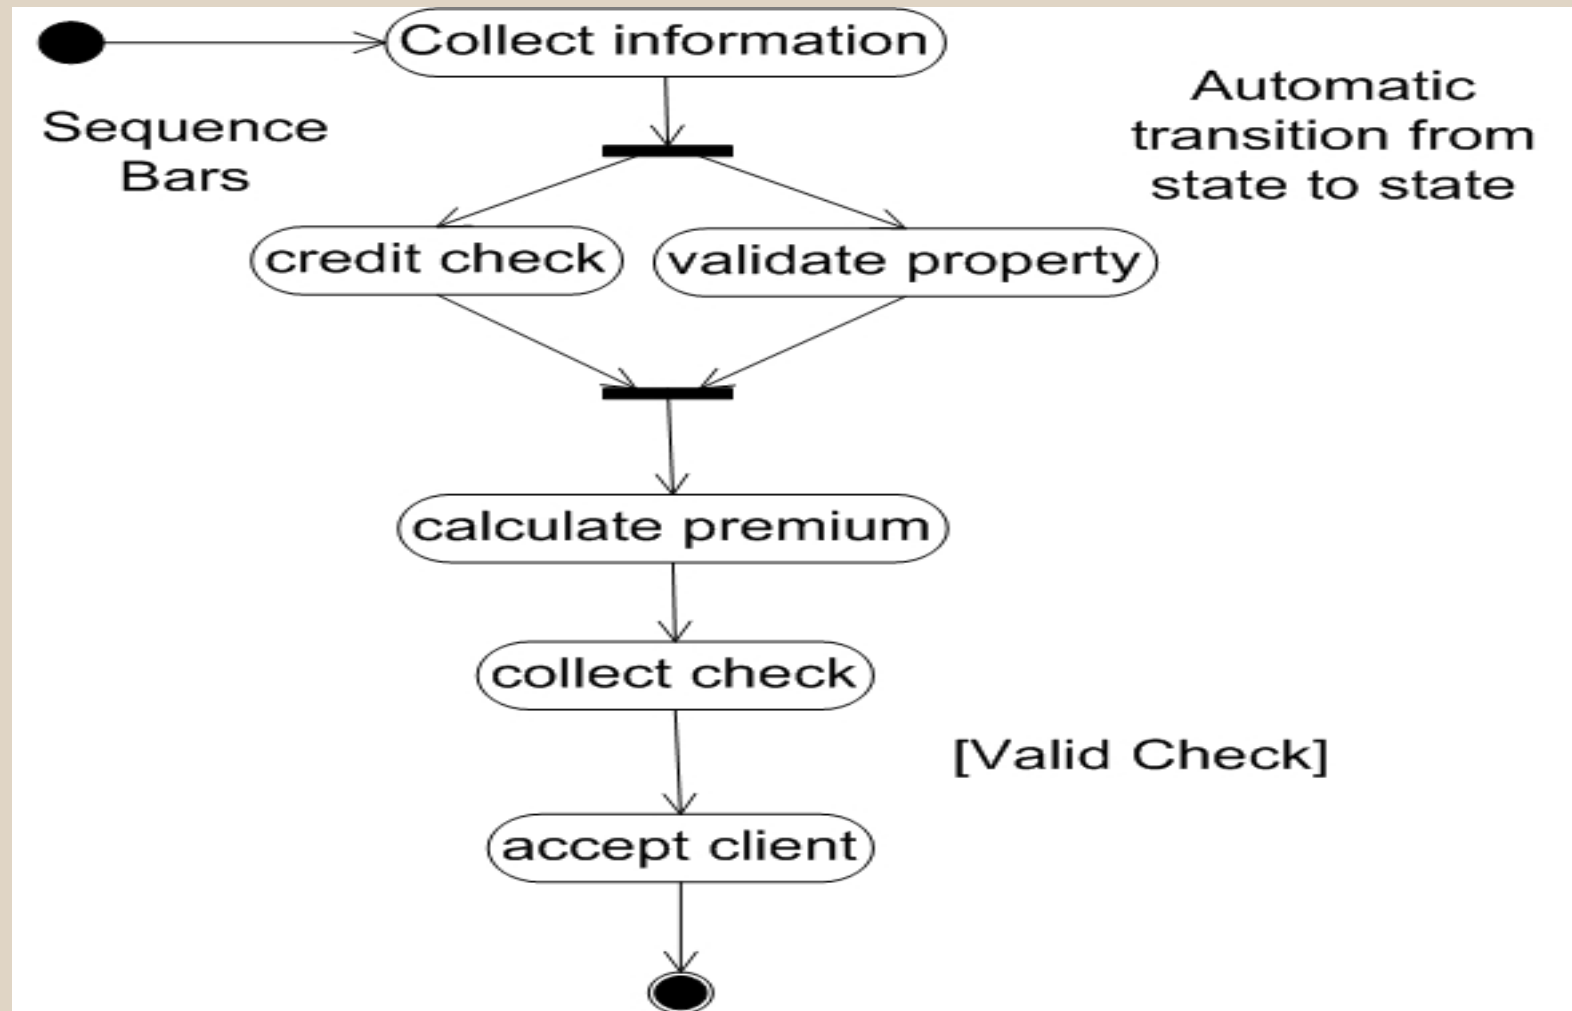 Collect information
Sequence
Bars
Automatic
transition from
state to state
credit check
validate property
calculate premium
collect check
[Valid Check]
accept client